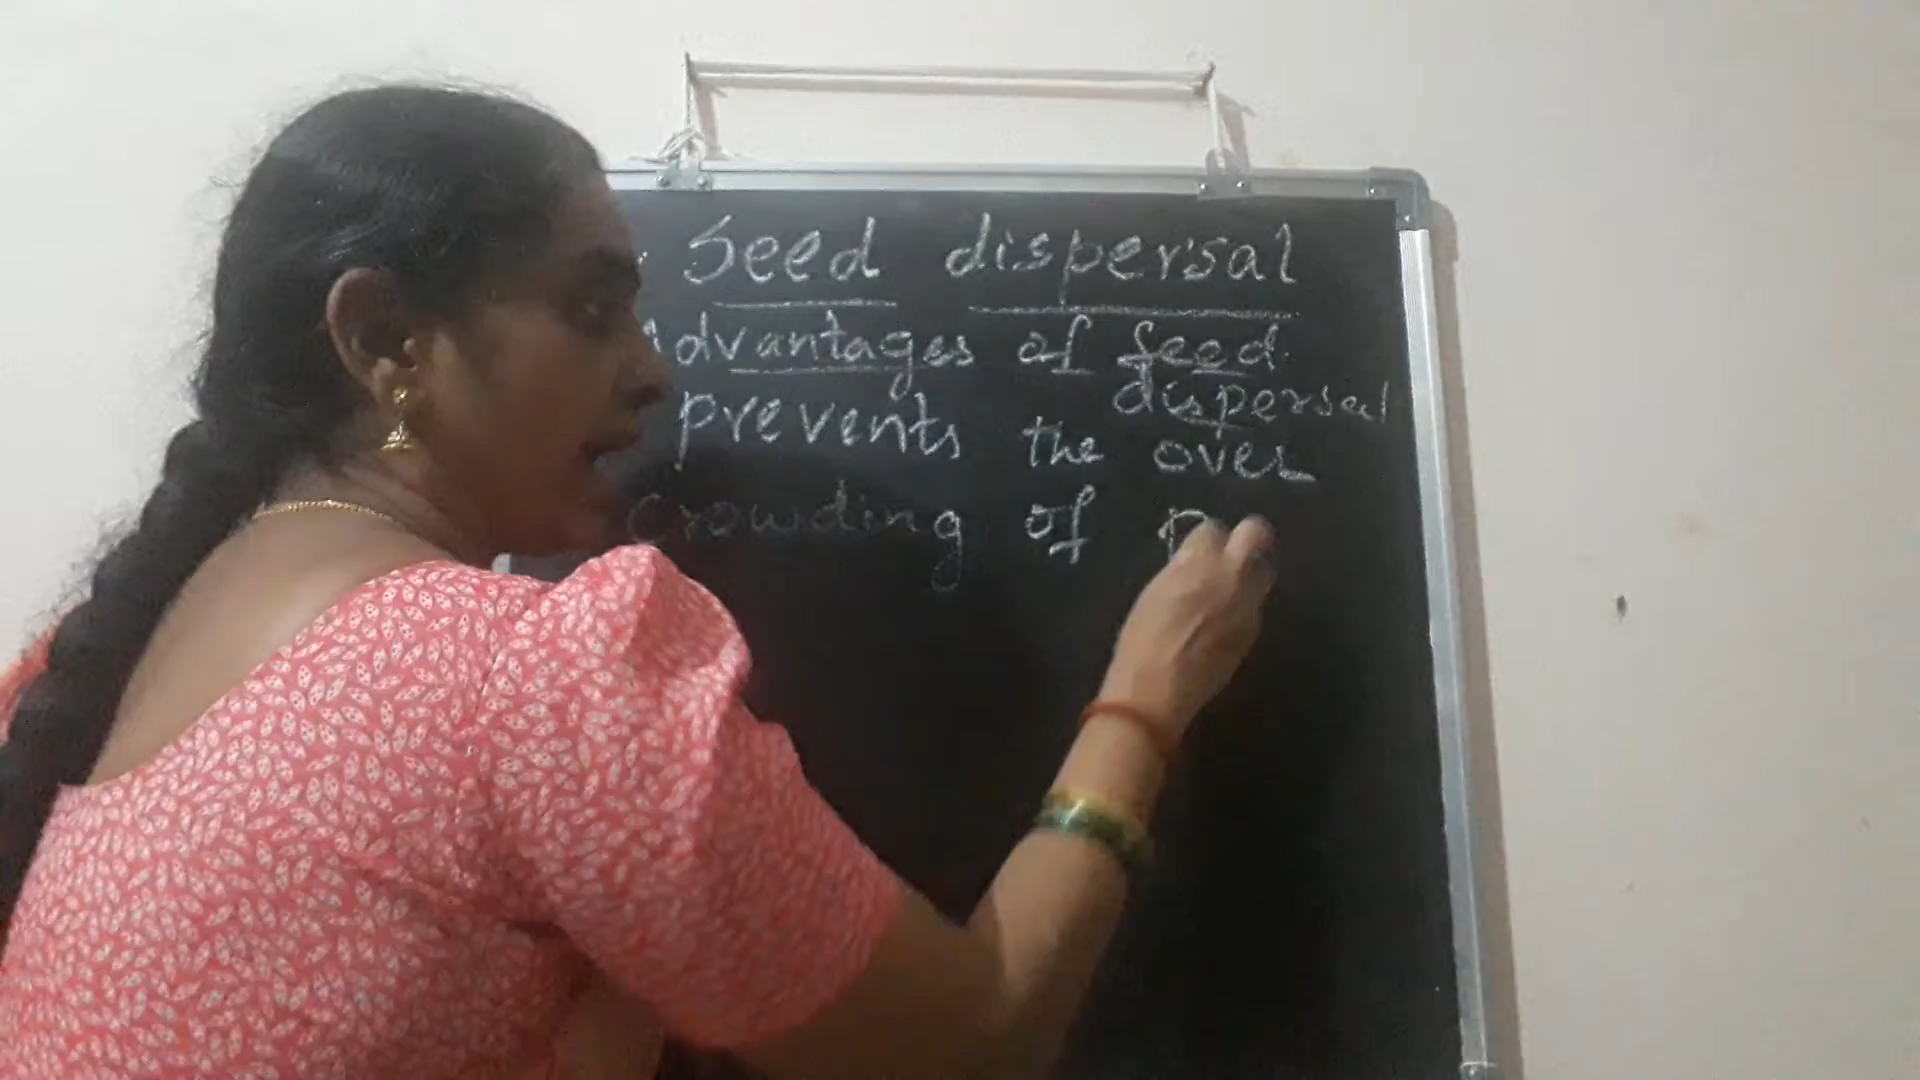 Seed dispersal
Advantages of seed
dispersal
prevents the over
Crowding of p